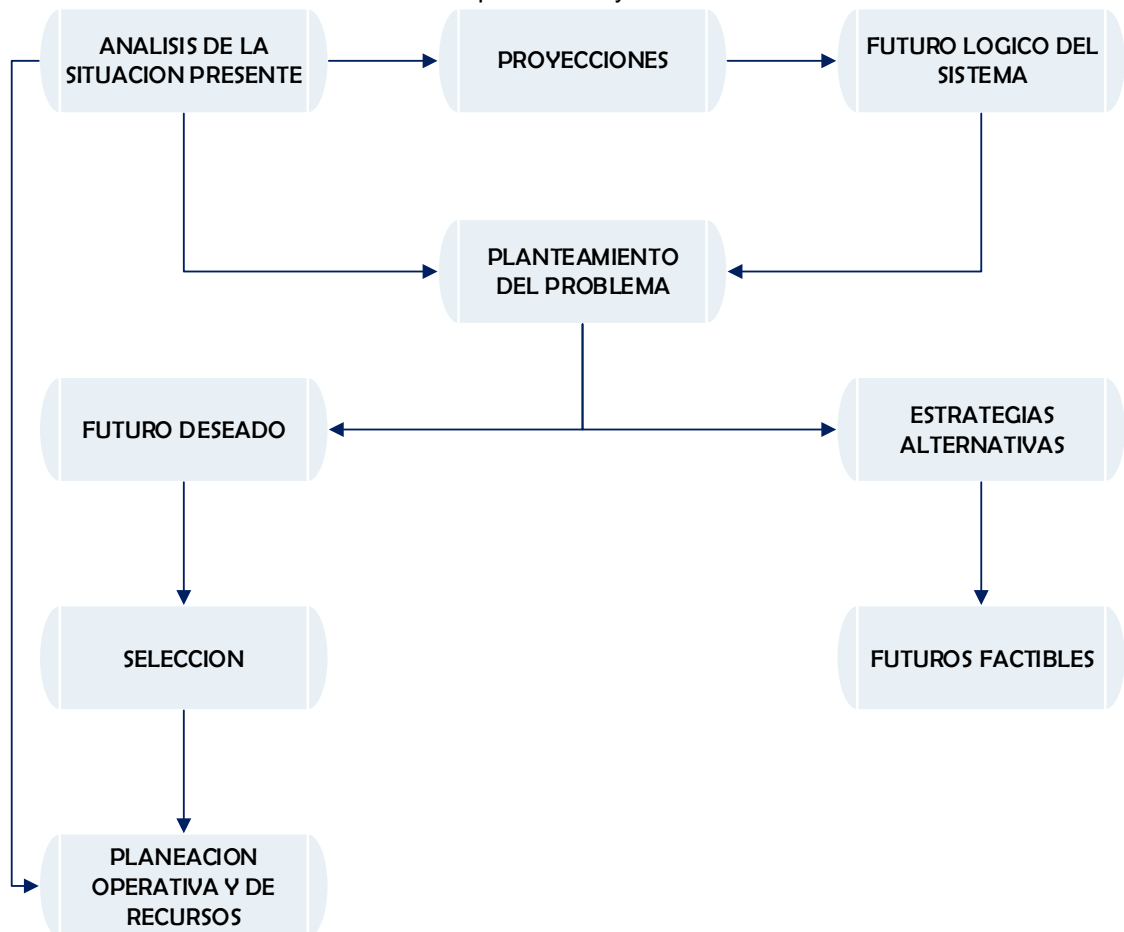 ANALISIS DE LA
SITUACION PRESENTE
PROYECCIONES
FUTURO LOGICO DEL
SISTEMA
PLANTEAMIENTO
DEL PROBLEMA
FUTURO DESEADO
ESTRATEGIAS
ALTERNATIVAS
SELECCION
FUTUROS FACTIBLES
PLANEACION
OPERATIVA Y DE
RECURSOS